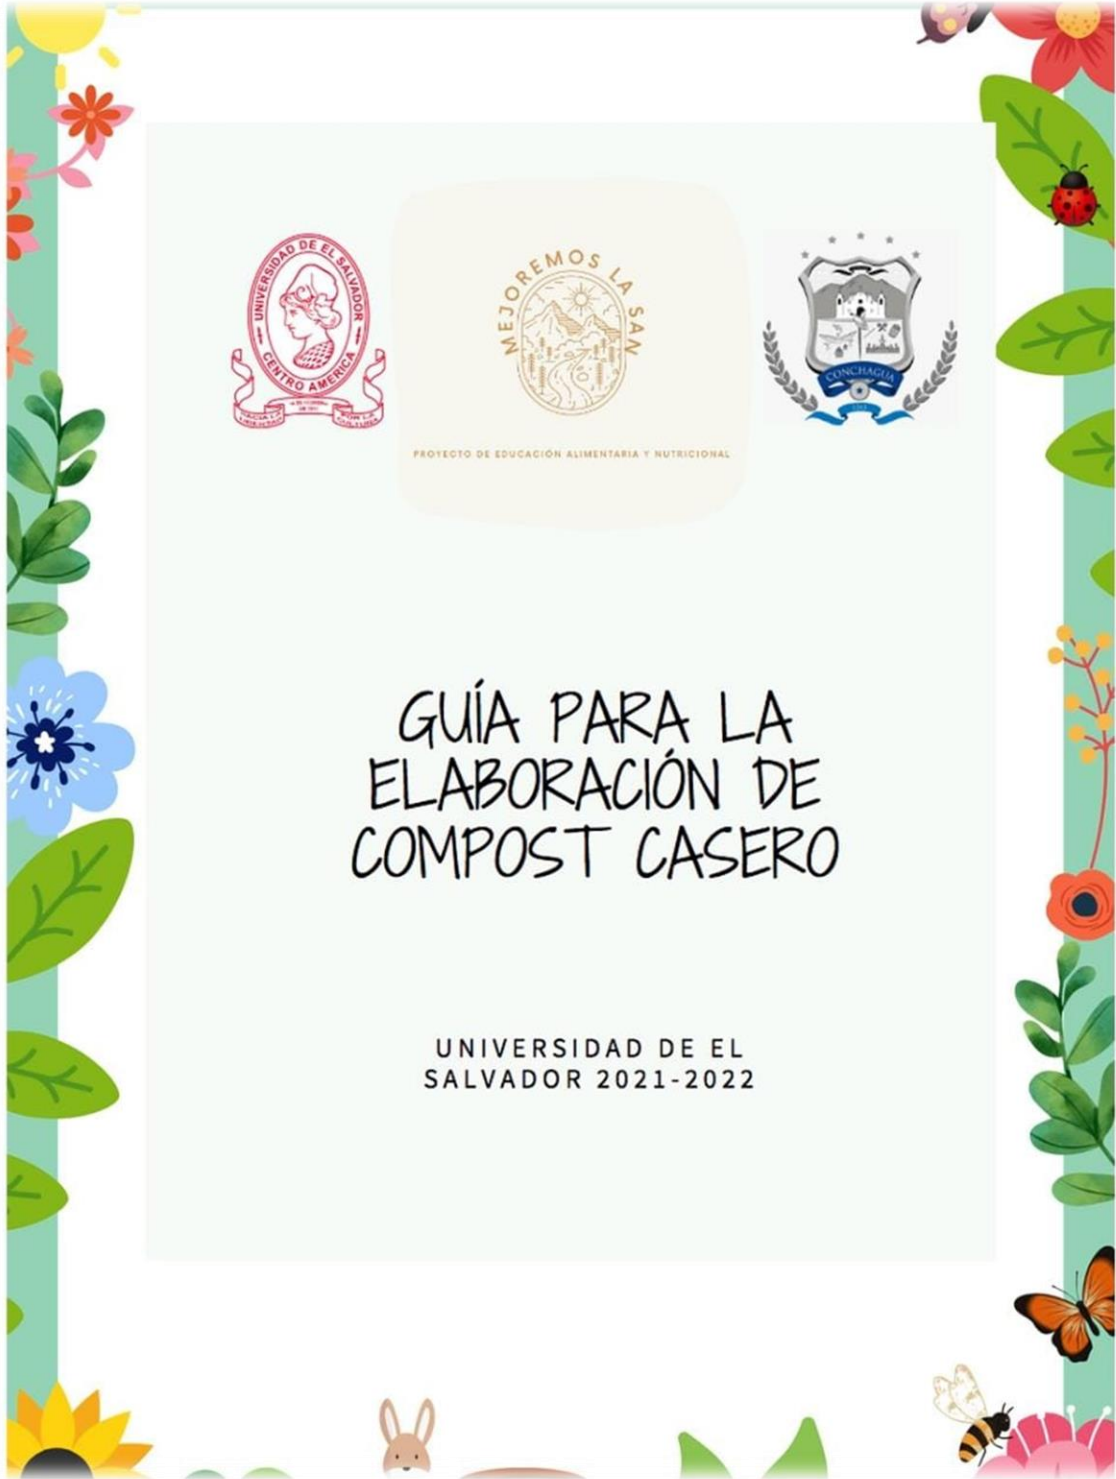 UNIVERSIDAD DE EL SALVADOR
CENTRO AMERICA
MEJOREMOS LA SAN
PROYECTO DE EDUCACIÓN ALIMENTARIA Y NUTRICIONAL
CONCHAGUA
GUÍA PARA LA
ELABORACIÓN DE
COMPOST CASERO
UNIVERSIDAD DE EL
SALVADOR 2021-2022